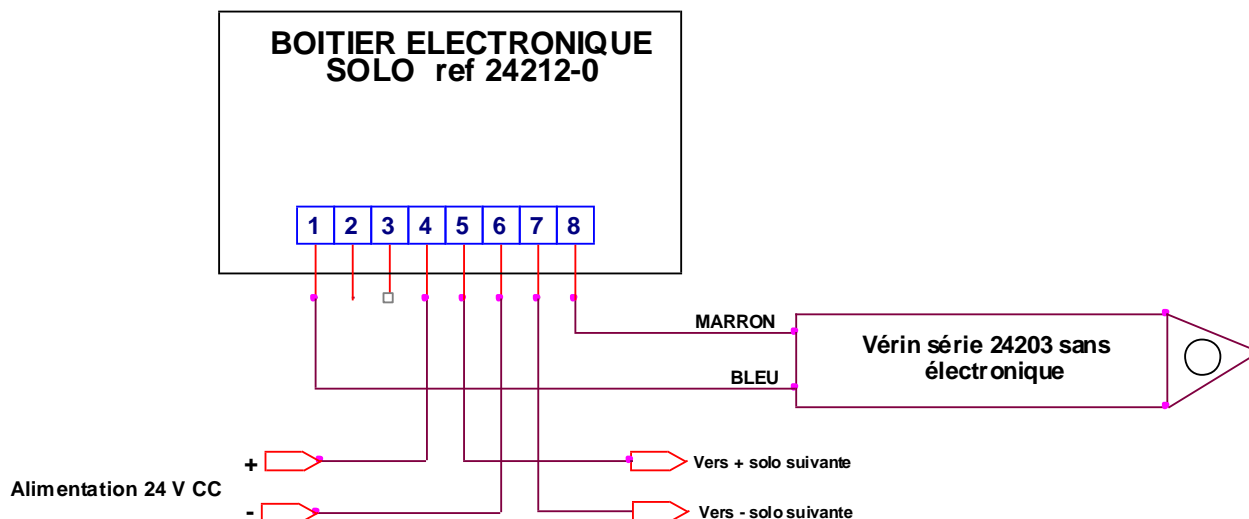 BOITIER ELECTRONIQUE
SOLO ref 24212-0
1 2 3 4 5 6 7 8
MARRON
Vérin série 24203 sans
électronique
BLEU
+
Vers + solo suivante
Alimentation 24 V CC
-
Vers - solo suivante